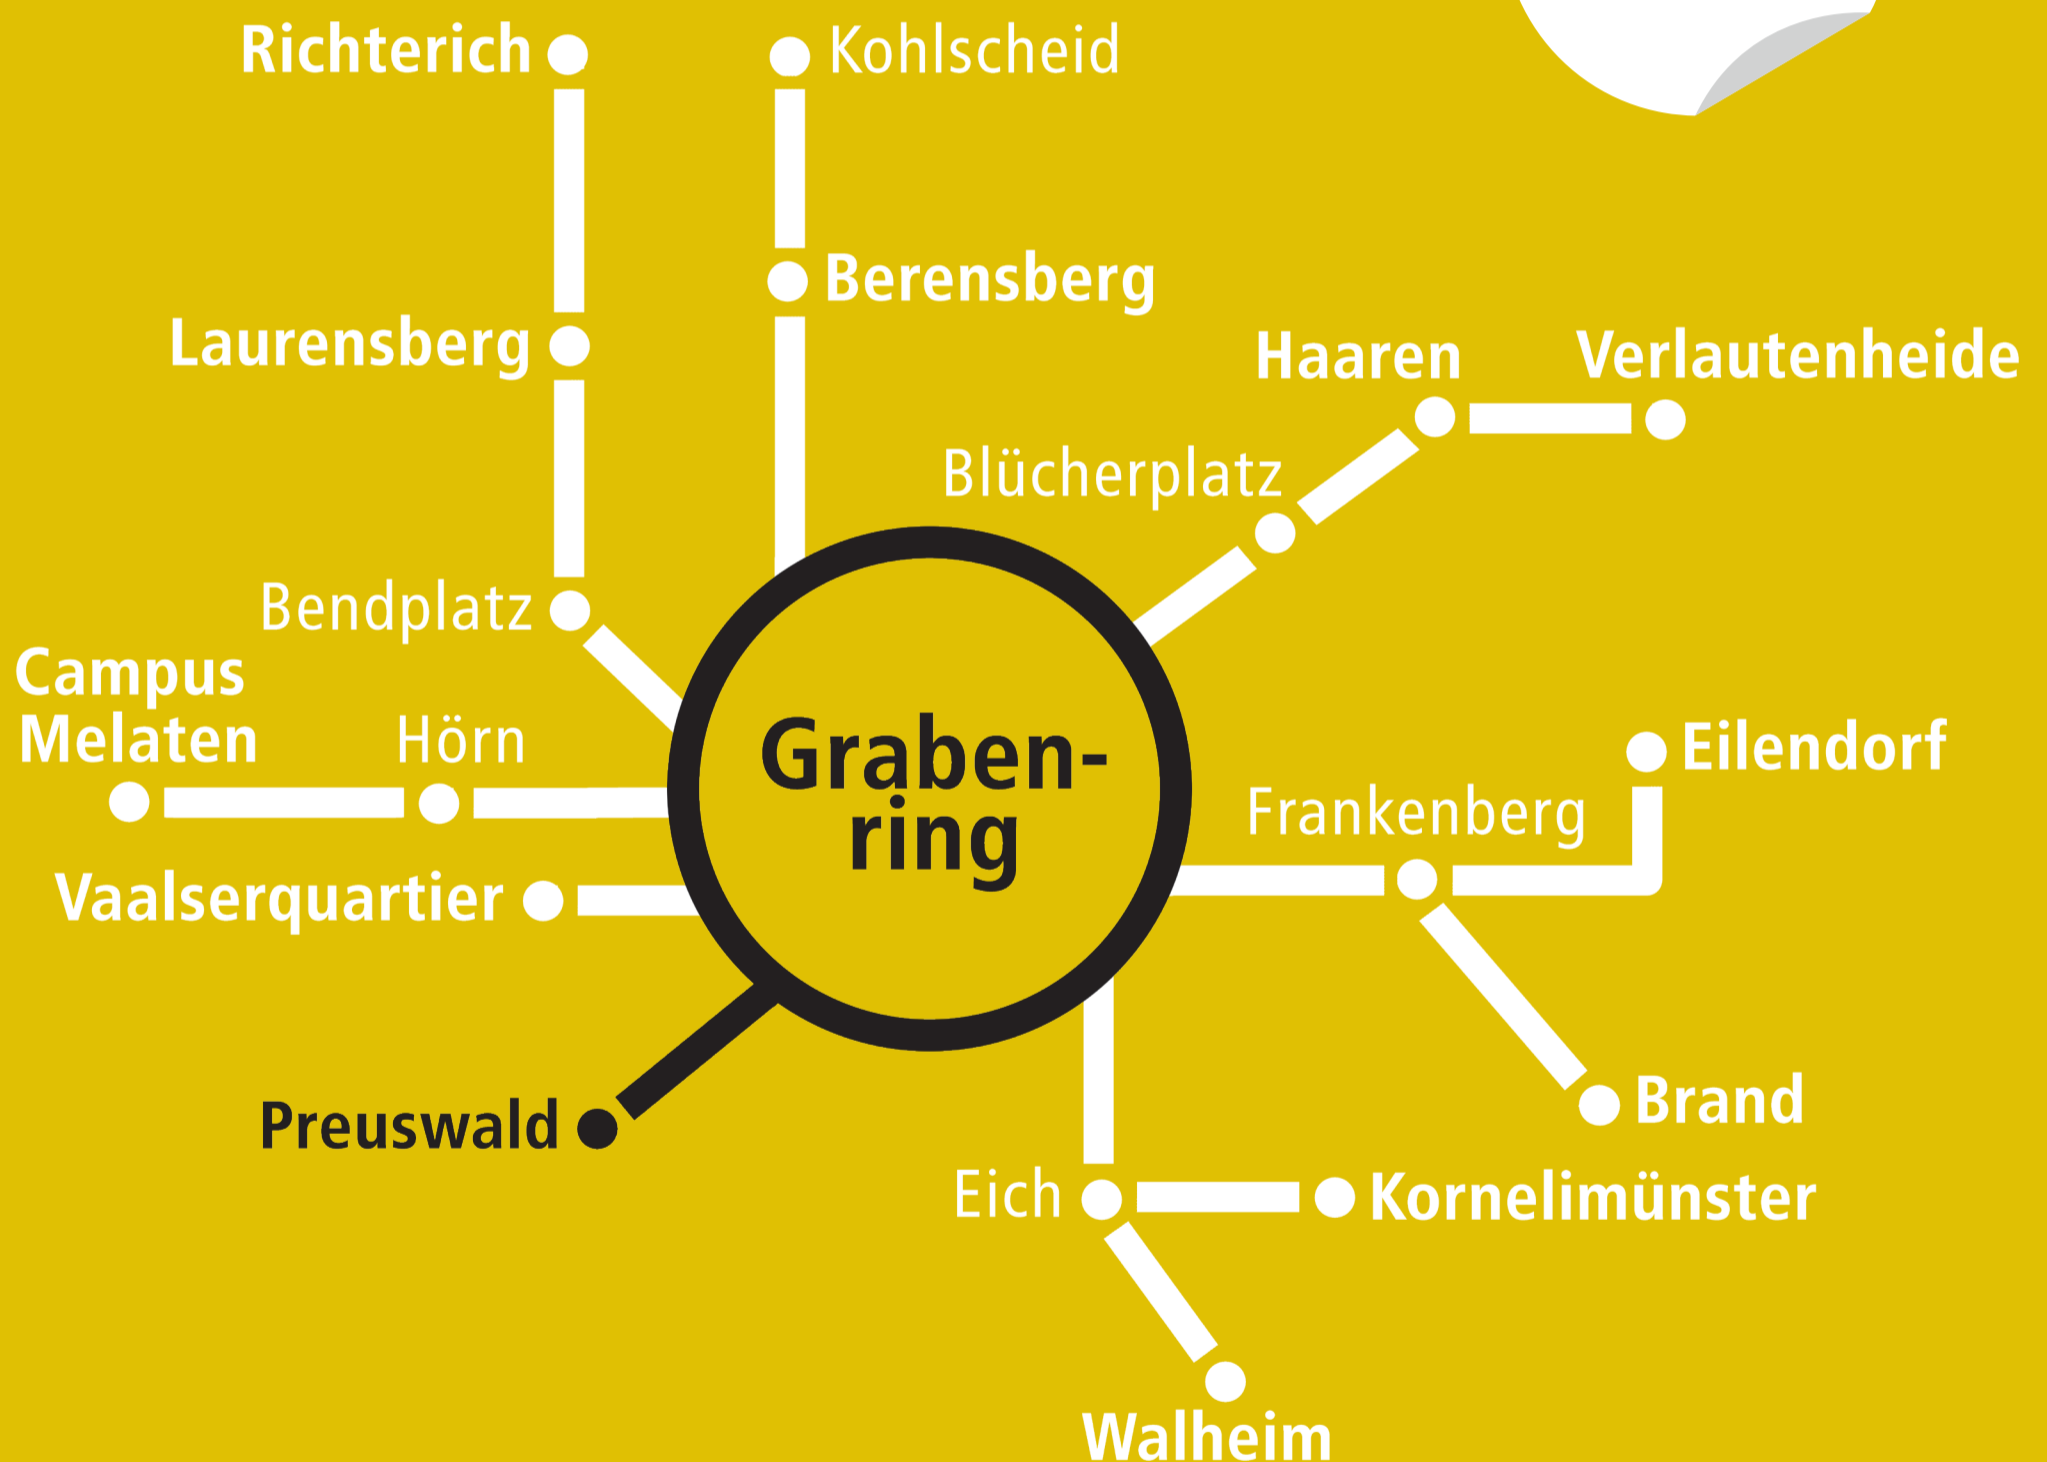 Richterich
Kohlscheid
Berensberg
Laurensberg
Haaren
Verlautenheide
Blücherplatz
Bendplatz
Campus
Melaten
Hörn
Graben-
ring
Eilendorf
Frankenberg
Vaalserquartier
Preuswald
Brand
Eich
Kornelimünster
Walheim